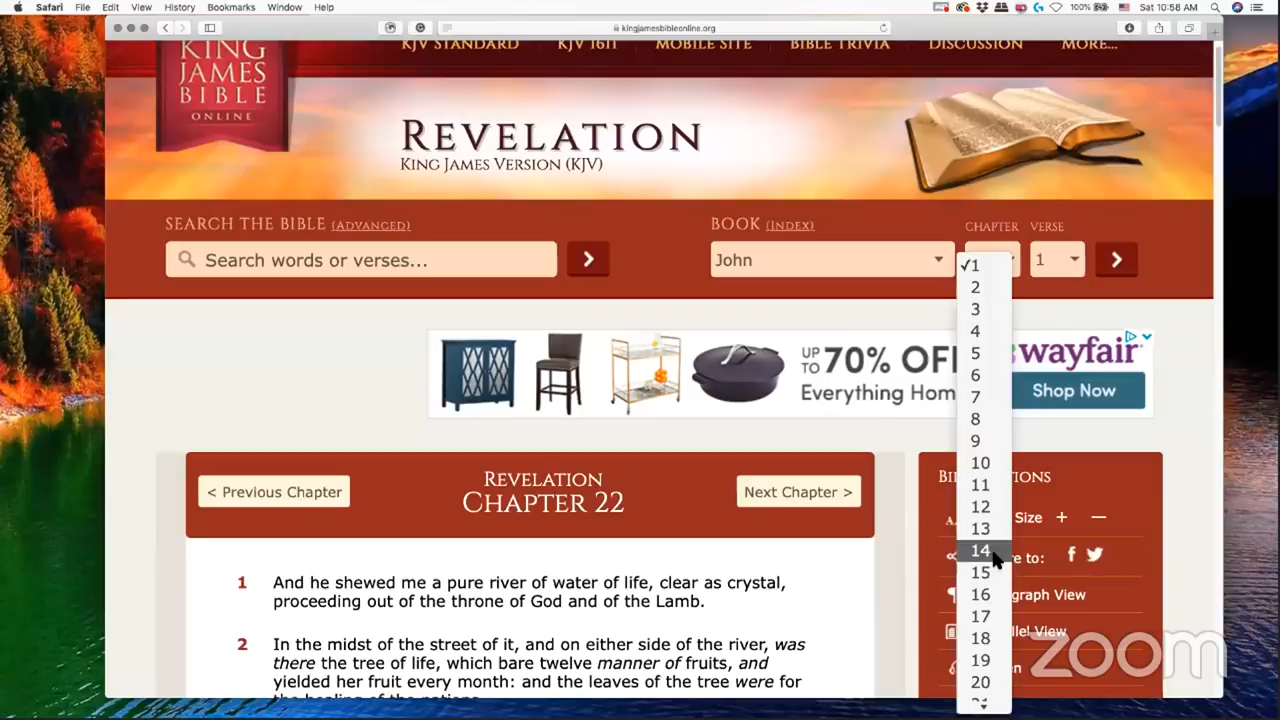 Safari File Edit View History Bookmarks Window Help 100% Sat 10:58 AM
kingjamesbibleonline.org
KING
JAMES
BIBLE
ONLINE
KJV STANDARD KJV 1611 MOBILE SITE BIBLE TRIVIA DISCUSSION MORE...
REVELATION
KING JAMES VERSION (KJV)
SEARCH THE BIBLE (ADVANCED) BOOK (INDEX) CHAPTER VERSE
Search words or verses... John 1
✓1
2
3
4
5
6
7
8
9
10
11
12
13
14
15
16
17
18
19
20
UP TO 70% OFF
Everything Home
wayfair
Shop Now
< Previous Chapter
REVELATION
CHAPTER 22
Next Chapter >
Size + —
1 And he shewed me a pure river of water of life, clear as crystal,
proceeding out of the throne of God and of the Lamb.
2 In the midst of the street of it, and on either side of the river, was
there the tree of life, which bare twelve manner of fruits, and
yielded her fruit every month: and the leaves of the tree were for
the healing of the nations
zoom